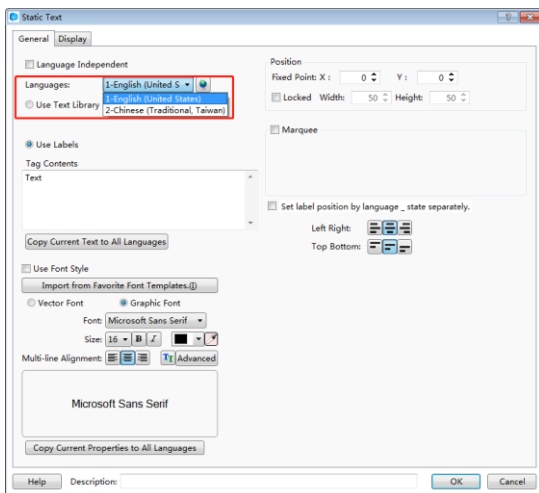 Static Text
General Display
Language Independent
Languages: 1-English (United S
1-English (United States)
2-Chinese (Traditional, Taiwan)
Use Text Library
Use Labels
Tag Contents
Text
Copy Current Text to All Languages
Use Font Style
Import from Favorite Font Templates.(I)
Vector Font Graphic Font
Font: Microsoft Sans Serif
Size: 16 B I
Multi-line Alignment: Advanced
Microsoft Sans Serif
Copy Current Properties to All Languages
Position
Fixed Point: X : 0 Y : 0
Locked Width: 50 Height: 50
Marquee
Set label position by language _ state separately.
Left Right:
Top Bottom:
Help Description: OK Cancel